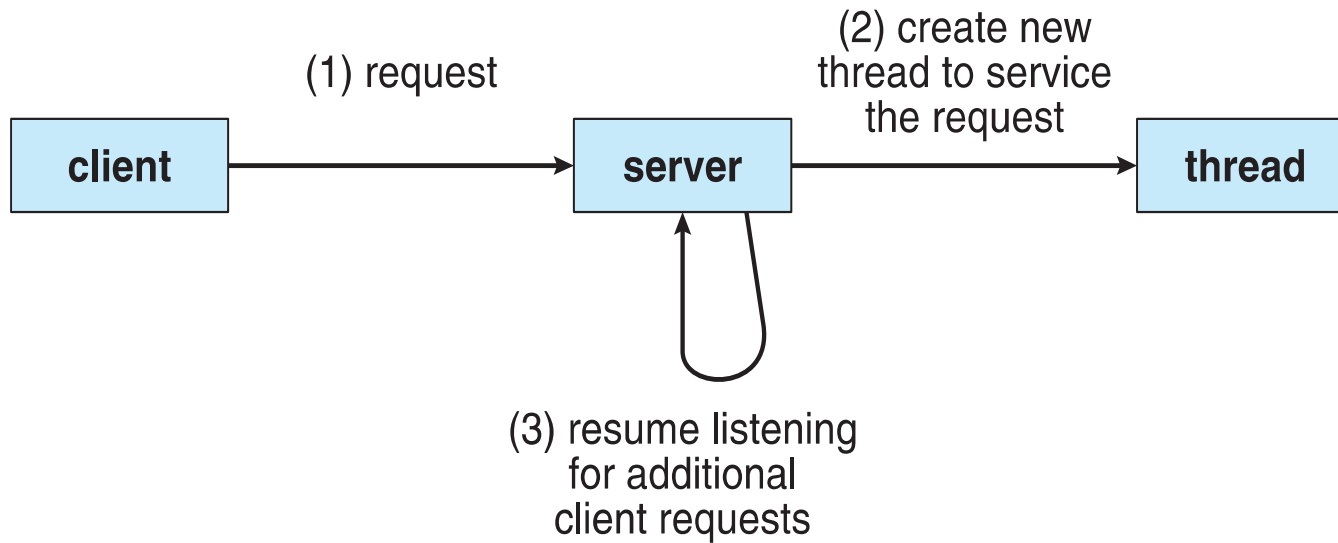 (1) request
(2) create new
thread to service
the request
client
server
thread
(3) resume listening
for additional
client requests